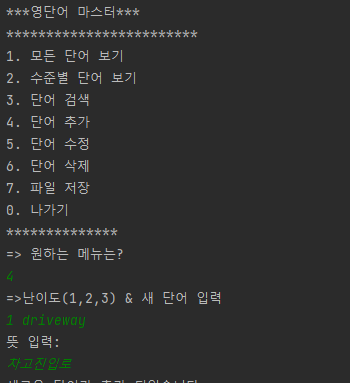 ***영단어 마스터***
************************
1. 모든 단어 보기
2. 수준별 단어 보기
3. 단어 검색
4. 단어 추가
5. 단어 수정
6. 단어 삭제
7. 파일 저장
0. 나가기
**************
=> 원하는 메뉴는?
4
=>난이도(1,2,3) & 새 단어 입력
1 driveway
뜻 입력:
차고진입로